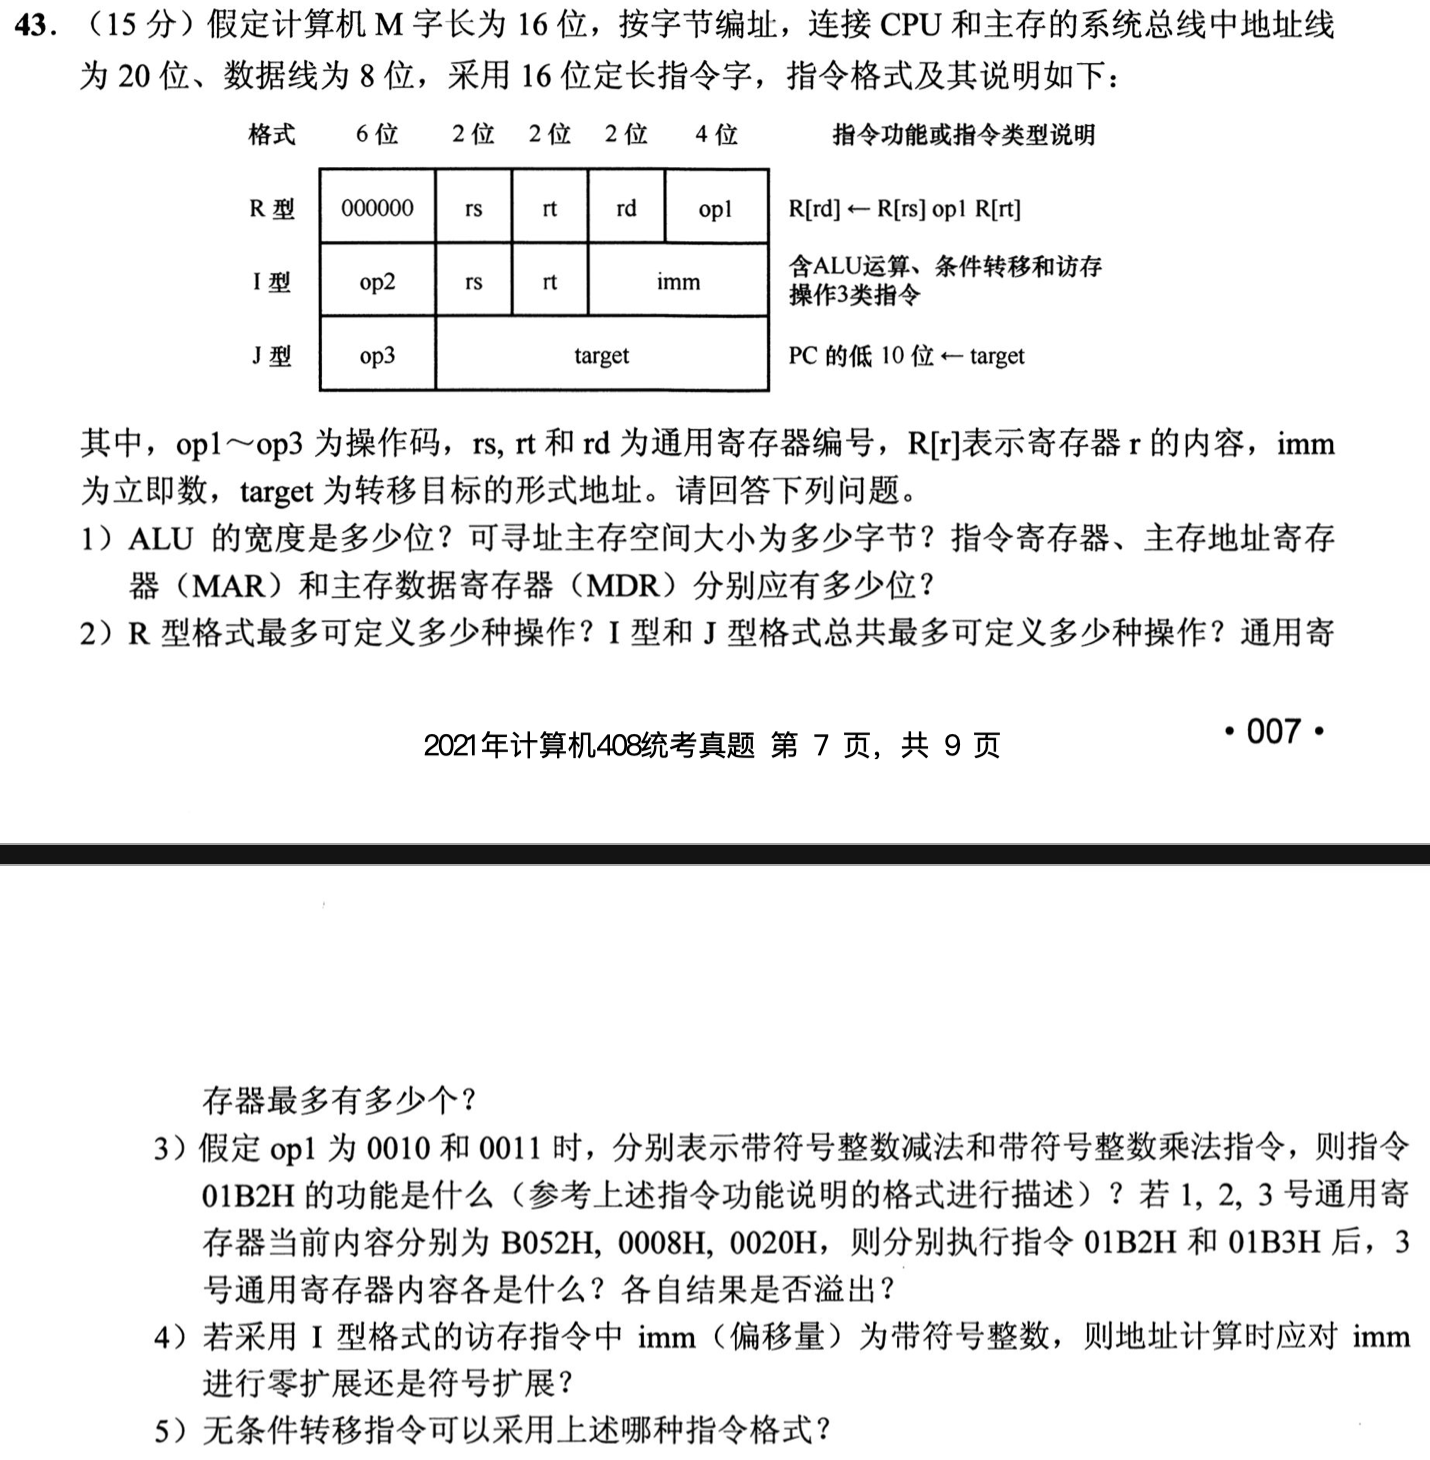 43.（15 分）假定计算机 M 字长为 16 位，按字节编址，连接 CPU 和主存的系统总线中地址线
为 20 位、数据线为 8 位，采用 16 位定长指令字，指令格式及其说明如下：
格式 6 位 2 位 2 位 2 位 4 位 指令功能或指令类型说明
R 型 000000 rs rt rd op1 R[rd]←R[rs] op1 R[rt]
I 型 op2 rs rt imm 含ALU运算、条件转移和访存
操作3类指令
J 型 op3 target PC 的低 10 位←target
其中，op1～op3 为操作码，rs, rt 和 rd 为通用寄存器编号，R[r]表示寄存器 r 的内容，imm
为立即数，target 为转移目标的形式地址。请回答下列问题。
1）ALU 的宽度是多少位？可寻址主存空间大小为多少字节？指令寄存器、主存地址寄存
器（MAR）和主存数据寄存器（MDR）分别应有多少位？
2）R 型格式最多可定义多少种操作？I 型和 J 型格式总共最多可定义多少种操作？通用寄
·007·
2021年计算机408统考真题 第 7 页，共 9 页
存器最多有多少个？
3）假定 op1 为 0010 和 0011 时，分别表示带符号整数减法和带符号整数乘法指令，则指令
01B2H 的功能是什么（参考上述指令功能说明的格式进行描述）？若 1, 2, 3 号通用寄
存器当前内容分别为 B052H, 0008H, 0020H，则分别执行指令 01B2H 和 01B3H 后，3
号通用寄存器内容各是什么？各自结果是否溢出？
4）若采用 I 型格式的访存指令中 imm（偏移量）为带符号整数，则地址计算时应对 imm
进行零扩展还是符号扩展？
5）无条件转移指令可以采用上述哪种指令格式？